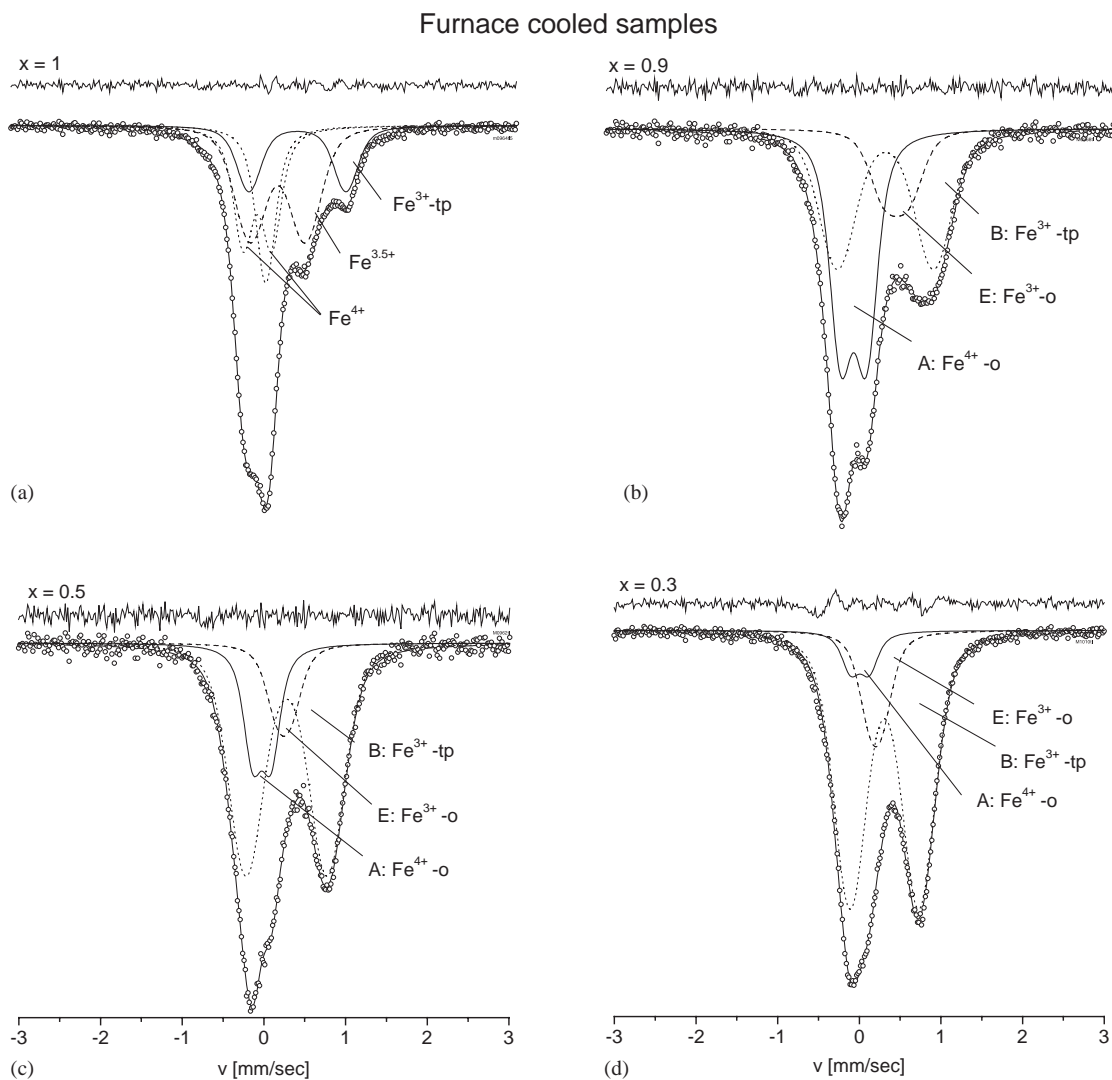 Furnace cooled samples
x = 1
Fe³⁺-tp
Fe³·⁵⁺
Fe⁴⁺
(a)
x = 0.9
B: Fe³⁺ -tp
E: Fe³⁺-o
A: Fe⁴⁺ -o
(b)
x = 0.5
B: Fe³⁺ -tp
E: Fe³⁺ -o
A: Fe⁴⁺ -o
-3 -2 -1 0 1 2 3
(c)
v [mm/sec]
x = 0.3
E: Fe³⁺ -o
B: Fe³⁺ -tp
A: Fe⁴⁺ -o
-3 -2 -1 0 1 2 3
(d)
v [mm/sec]